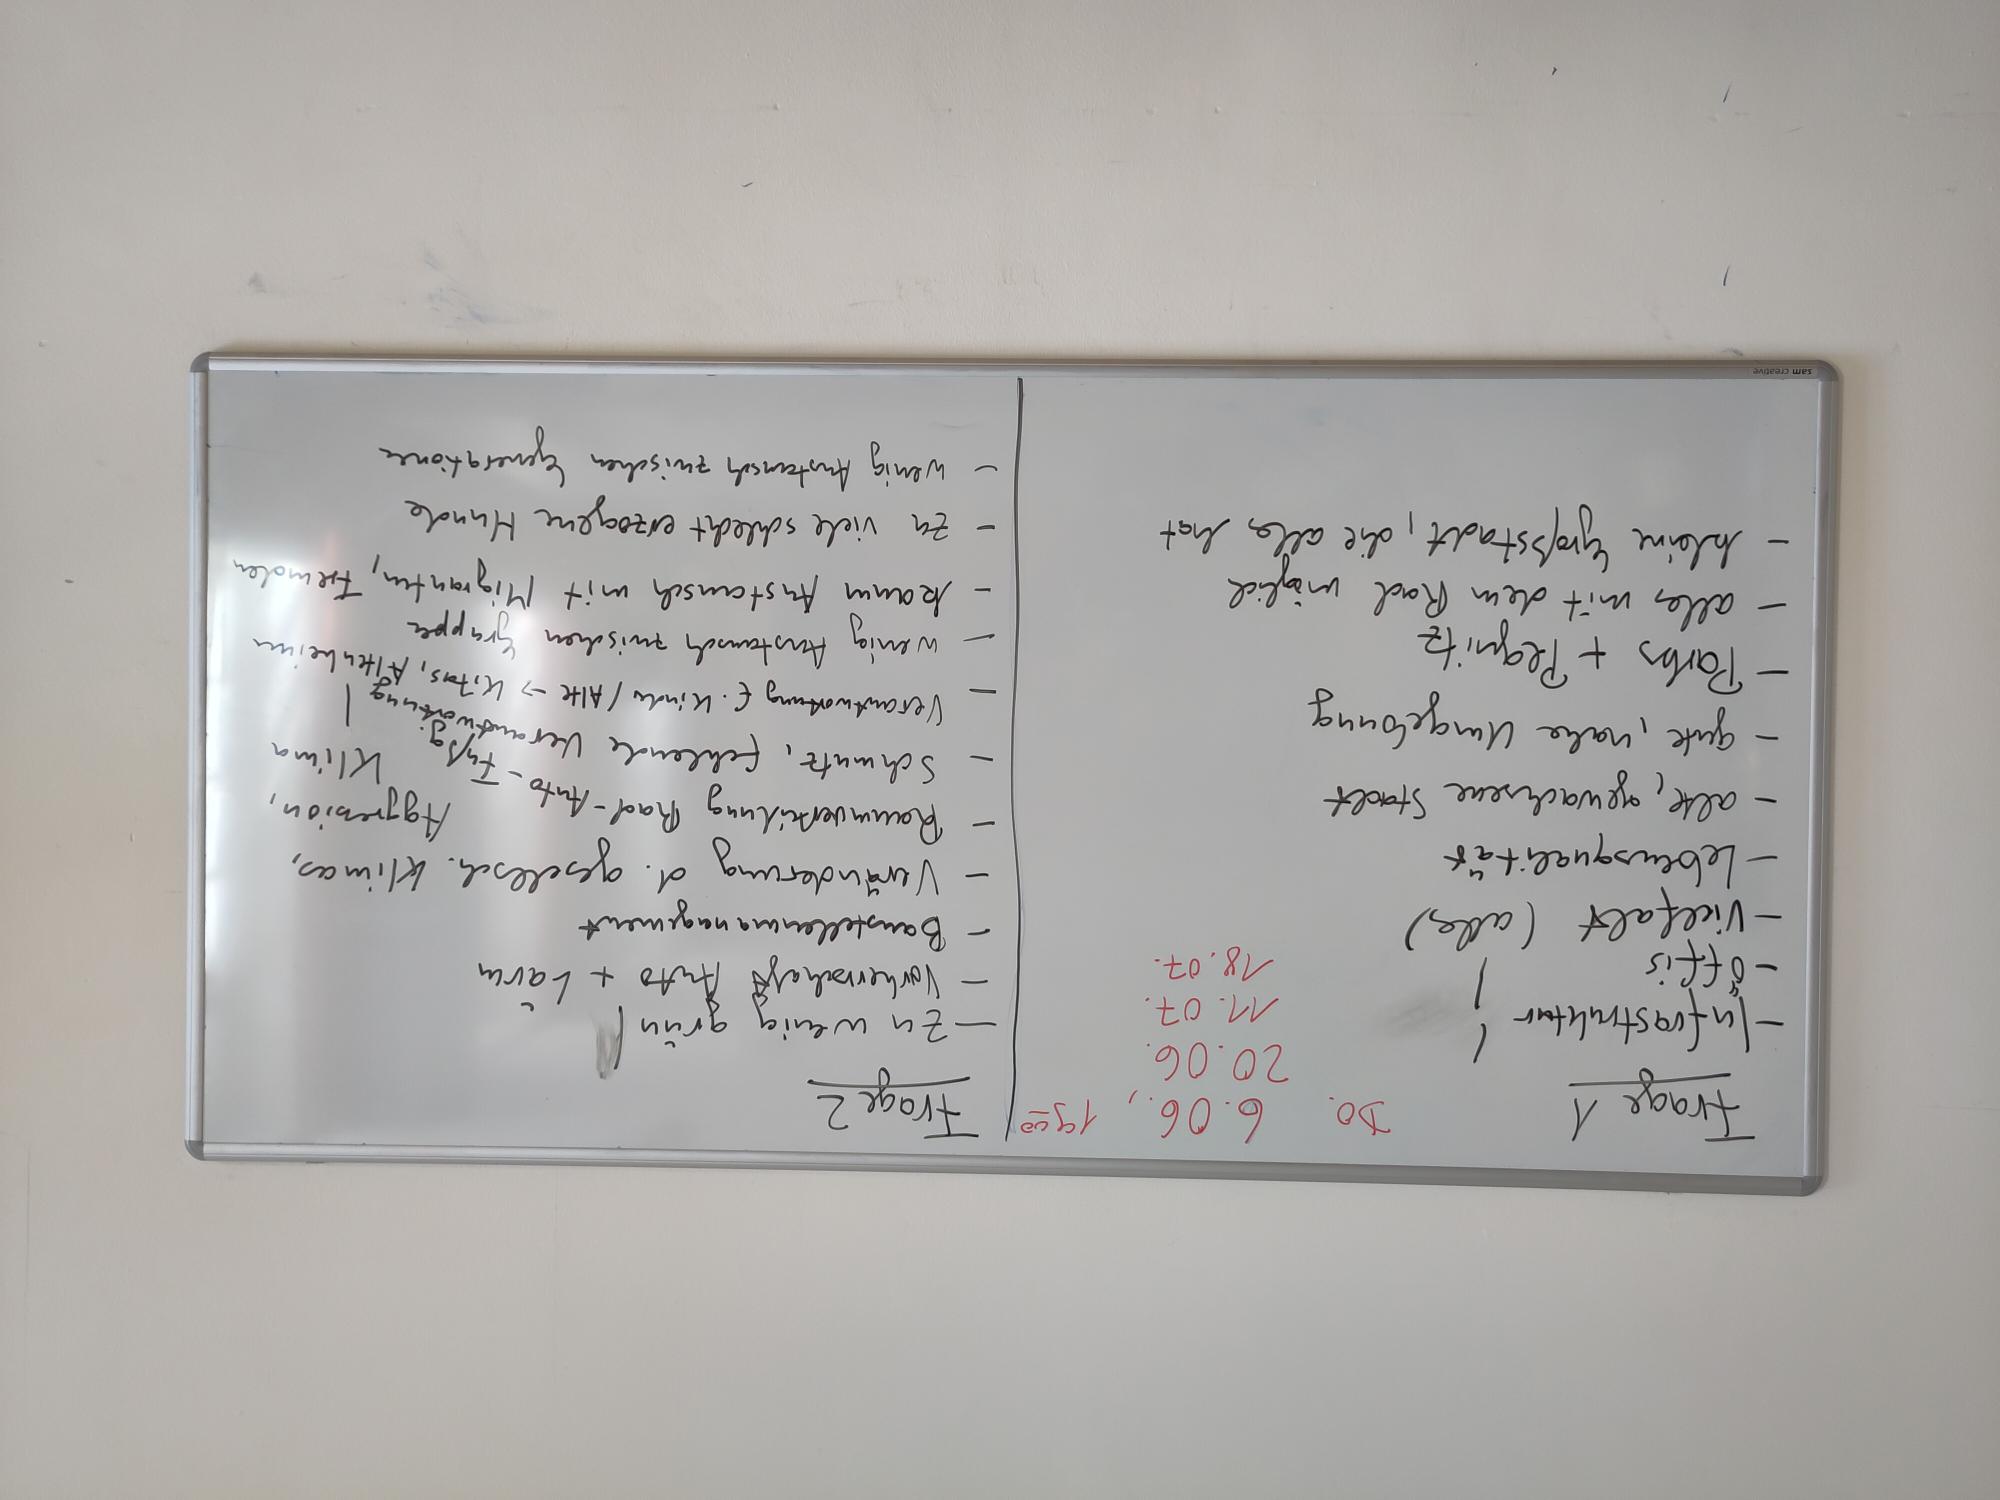 Frage 1
- Infrastruktur |
- Öffis |
- Vielfalt (alles)
- Lebensqualität
- alte, gewachsene Stadt
- gute, nahe Umgebung
- Parks + Pegnitz
- alles mit dem Rad möglich
- kleine Großstadt, die alles hat
Do. 6.06., 19⁰⁰
20.06.
11.07.
18.07.
Frage 2
- Zu wenig grün |
- Vorherrschaft Auto + Lärm
- Baustellenmanagement
- Veränderung d. gesellsch. Klimas,
Aggression,
Klima
- Raumverteilung Rad-Auto-Fußg.
- Schmutz, fehlende Verantwortung |
- Verantwortung f. Kinder/Alte -> Kitas, Altenheime
- wenig Austausch zwischen Gruppen
- kaum Austausch mit Migranten, Fremden
- zu viele schlecht erzogene Hunde
- wenig Austausch zwischen Generationen
sam creative